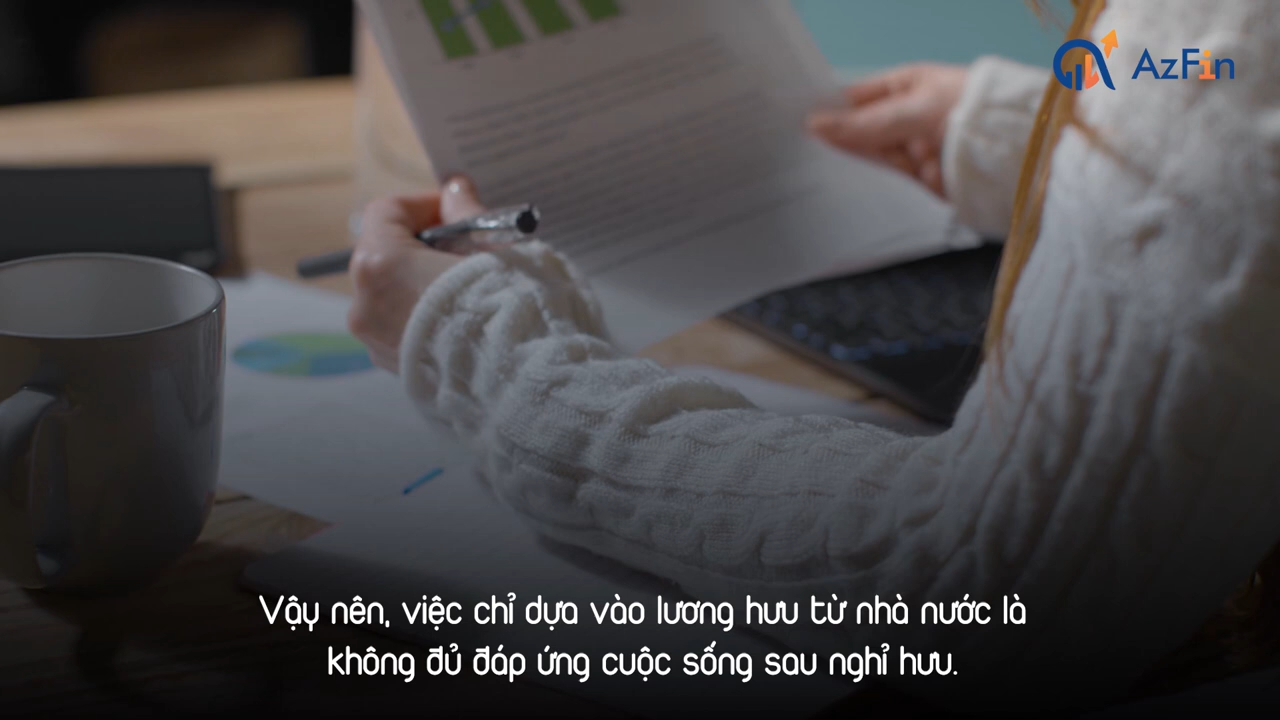 AzFin
Vậy nên, việc chỉ dựa vào lương hưu từ nhà nước là
không đủ đáp ứng cuộc sống sau nghỉ hưu.